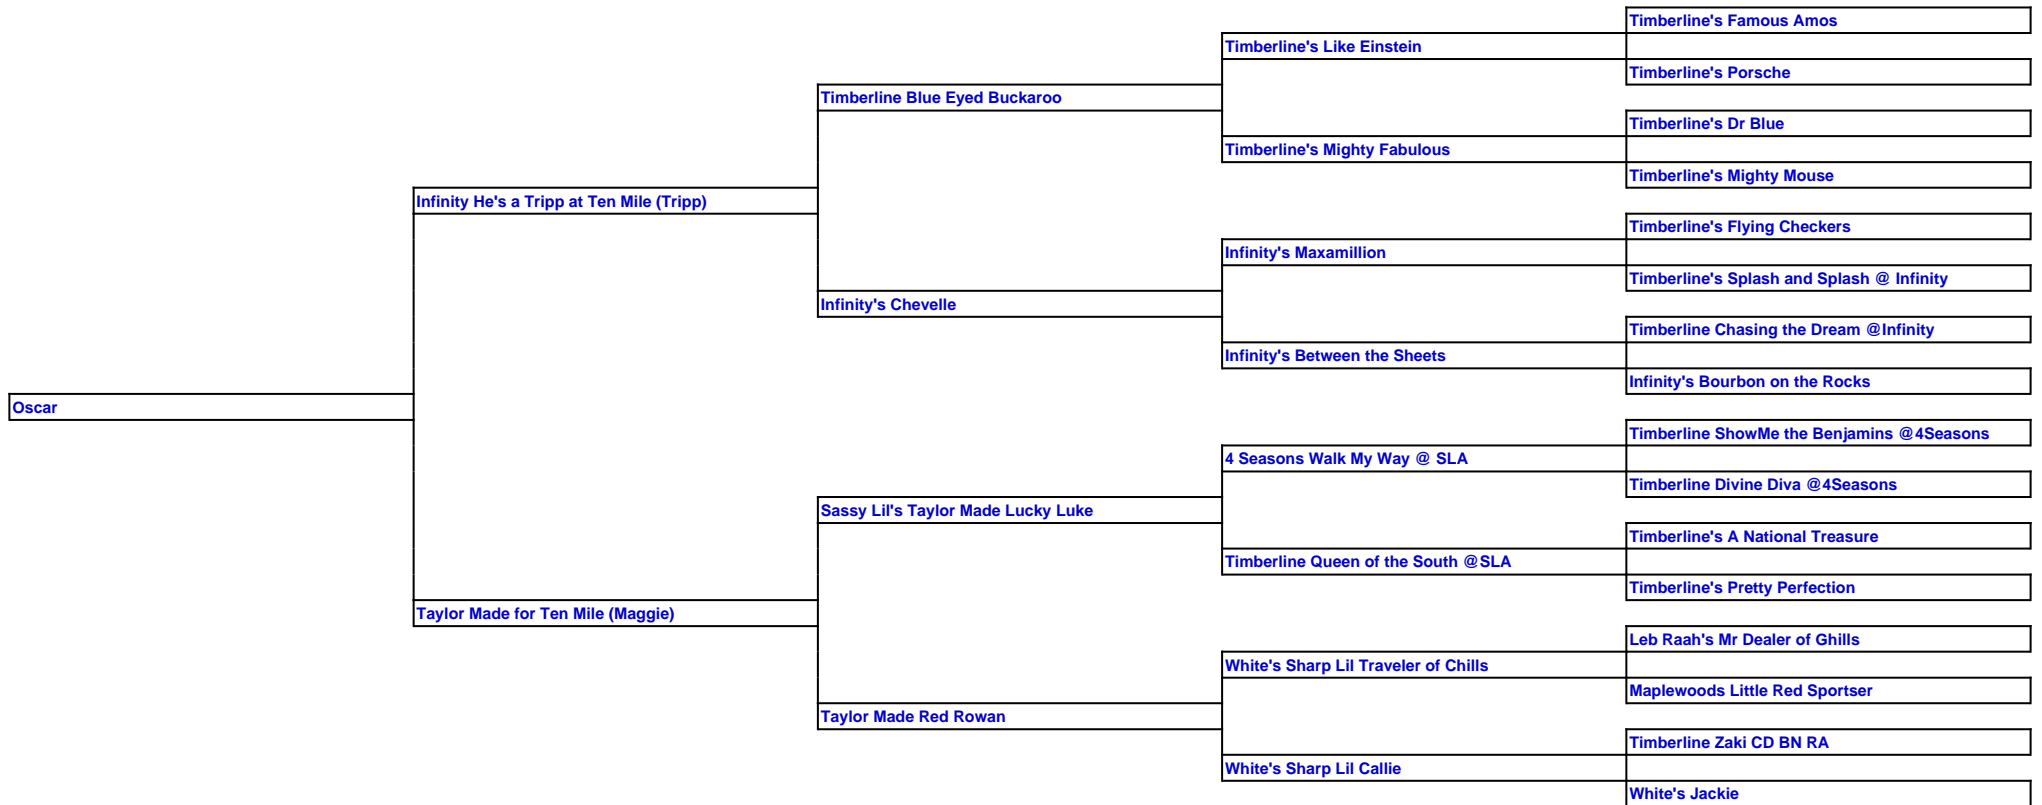 Timberline's Famous Amos
Timberline's Like Einstein
Timberline's Porsche
Timberline Blue Eyed Buckaroo
Timberline's Dr Blue
Timberline's Mighty Fabulous
Timberline's Mighty Mouse
Infinity He's a Tripp at Ten Mile (Tripp)
Timberline's Flying Checkers
Infinity's Maxamillion
Timberline's Splash and Splash @ Infinity
Infinity's Chevelle
Timberline Chasing the Dream @Infinity
Infinity's Between the Sheets
Infinity's Bourbon on the Rocks
Oscar
Timberline ShowMe the Benjamins @4Seasons
4 Seasons Walk My Way @ SLA
Timberline Divine Diva @4Seasons
Sassy Lil's Taylor Made Lucky Luke
Timberline's A National Treasure
Timberline Queen of the South @SLA
Timberline's Pretty Perfection
Taylor Made for Ten Mile (Maggie)
Leb Raah's Mr Dealer of Ghills
White's Sharp Lil Traveler of Chills
Maplewoods Little Red Sportser
Taylor Made Red Rowan
Timberline Zaki CD BN RA
White's Sharp Lil Callie
White's Jackie